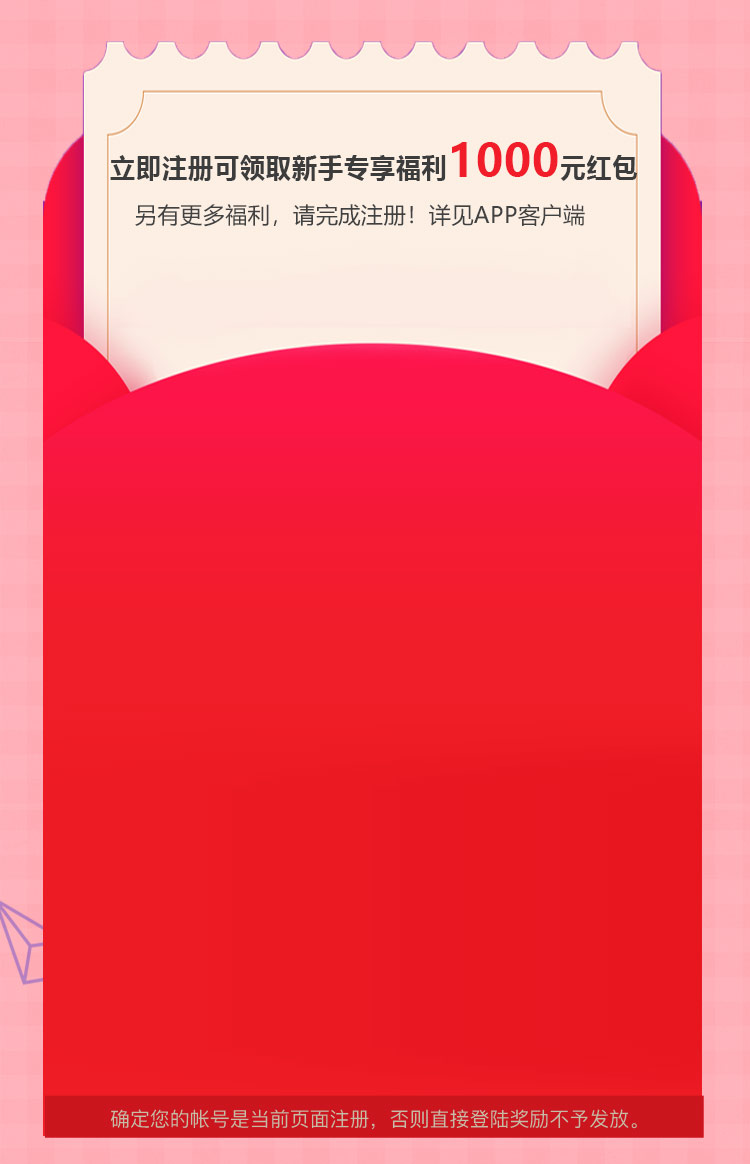 立即注册可领取新手专享福利1000元红包
另有更多福利，请完成注册！详见APP客户端
确定您的帐号是当前页面注册，否则直接登陆奖励不予发放。